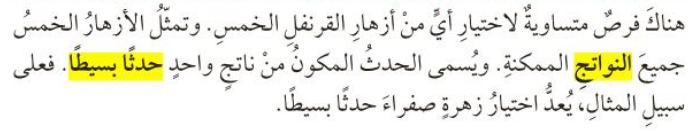 هناكَ فرصٌ متساويةٌ لاختيارِ أيٍّ منْ أزهارِ القرنفلِ الخمسِ. وتمثّلُ الأزهارُ الخمسُ
جميعَ النواتجِ الممكنةِ. ويُسمى الحدثُ المكونُ منْ ناتجٍ واحدٍ حدثًا بسيطًا. فعلى
سبيلِ المثالِ، يُعدُّ اختيارُ زهرةٍ صفراءَ حدثًا بسيطًا.